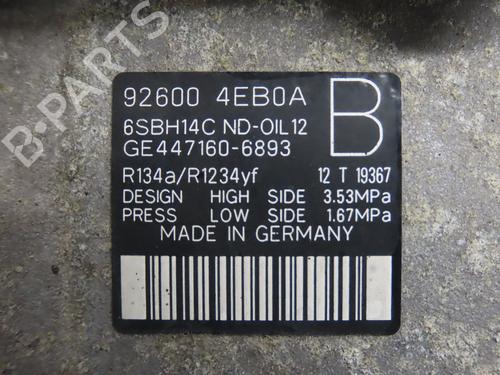 B-PARTS
92600 4EB0A
B
6SBH14C ND-OIL12
GE447160-6893
R134a/R1234yf 12 T 19367
DESIGN HIGH SIDE 3.53MPa
PRESS LOW SIDE 1.67MPa
MADE IN GERMANY